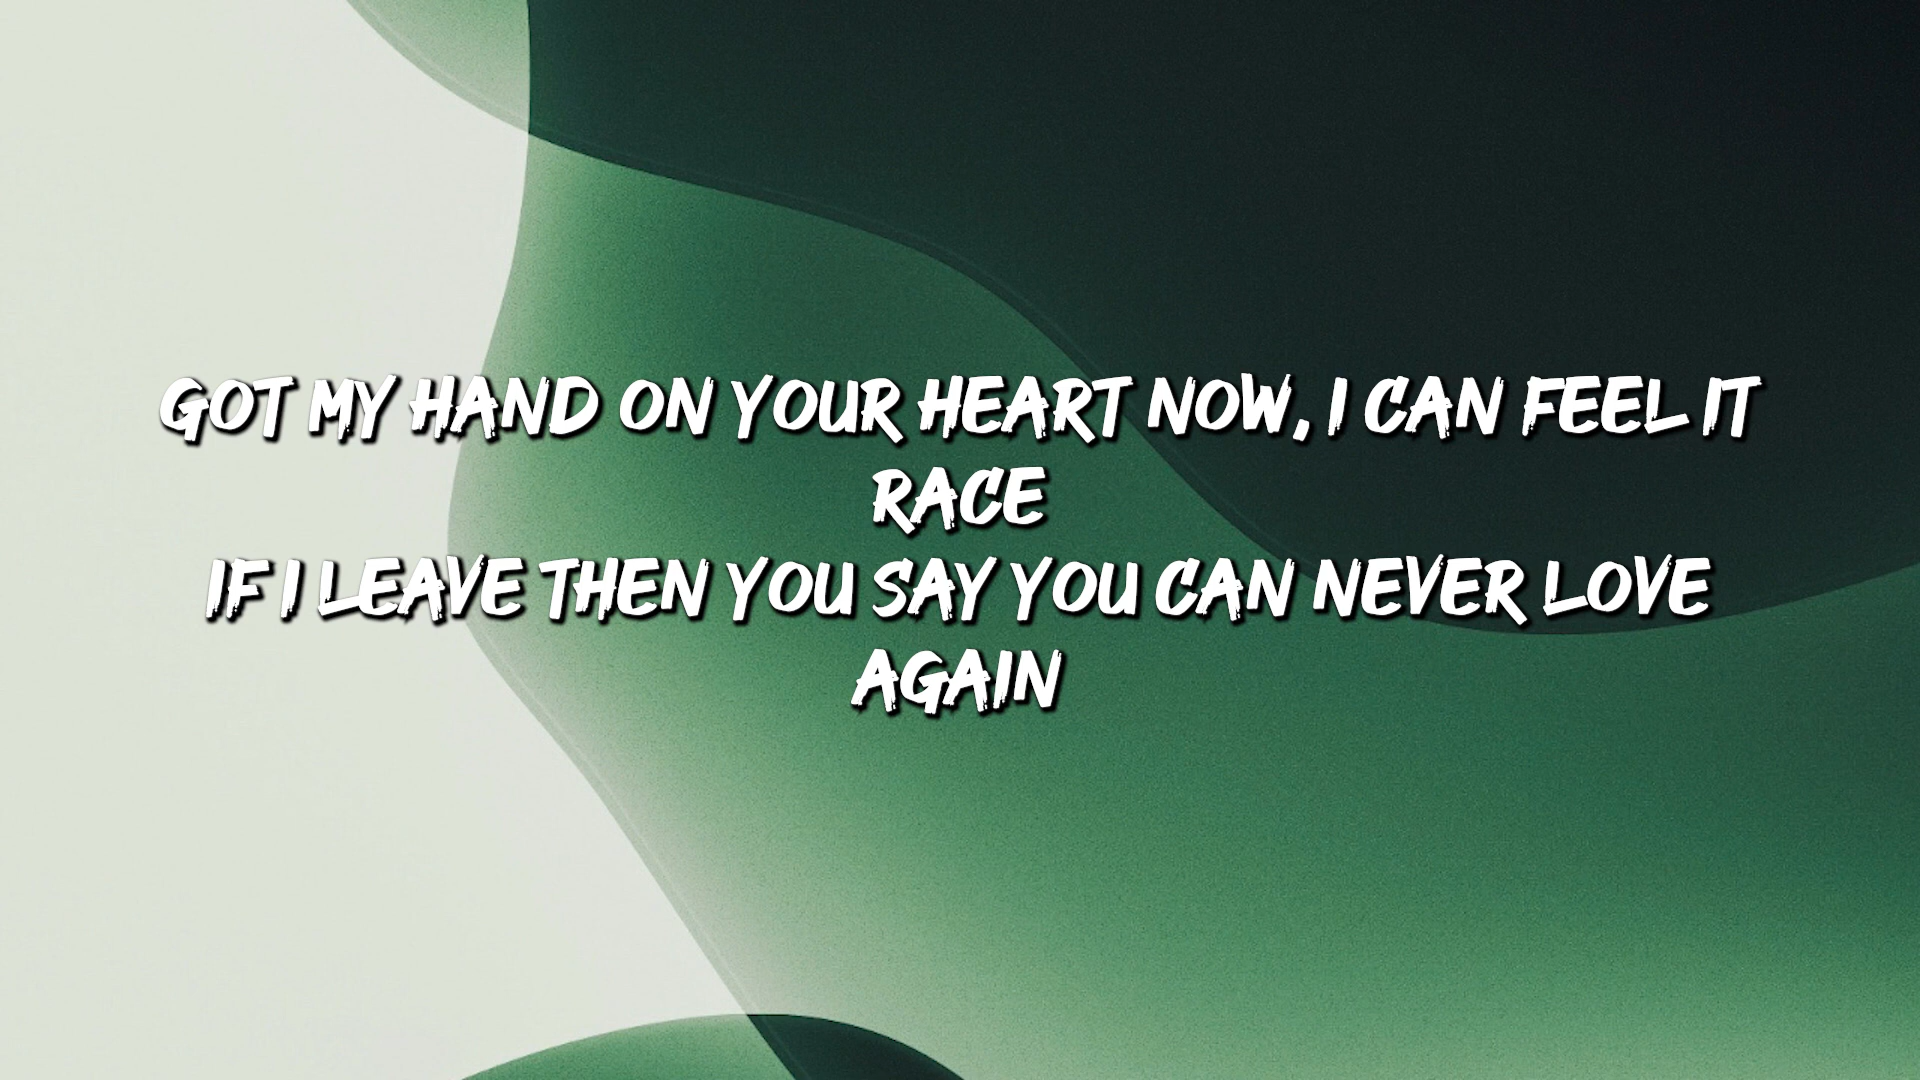 GOT MY HAND ON YOUR HEART NOW, I CAN FEEL IT
RACE
IF I LEAVE THEN YOU SAY YOU CAN NEVER LOVE
AGAIN